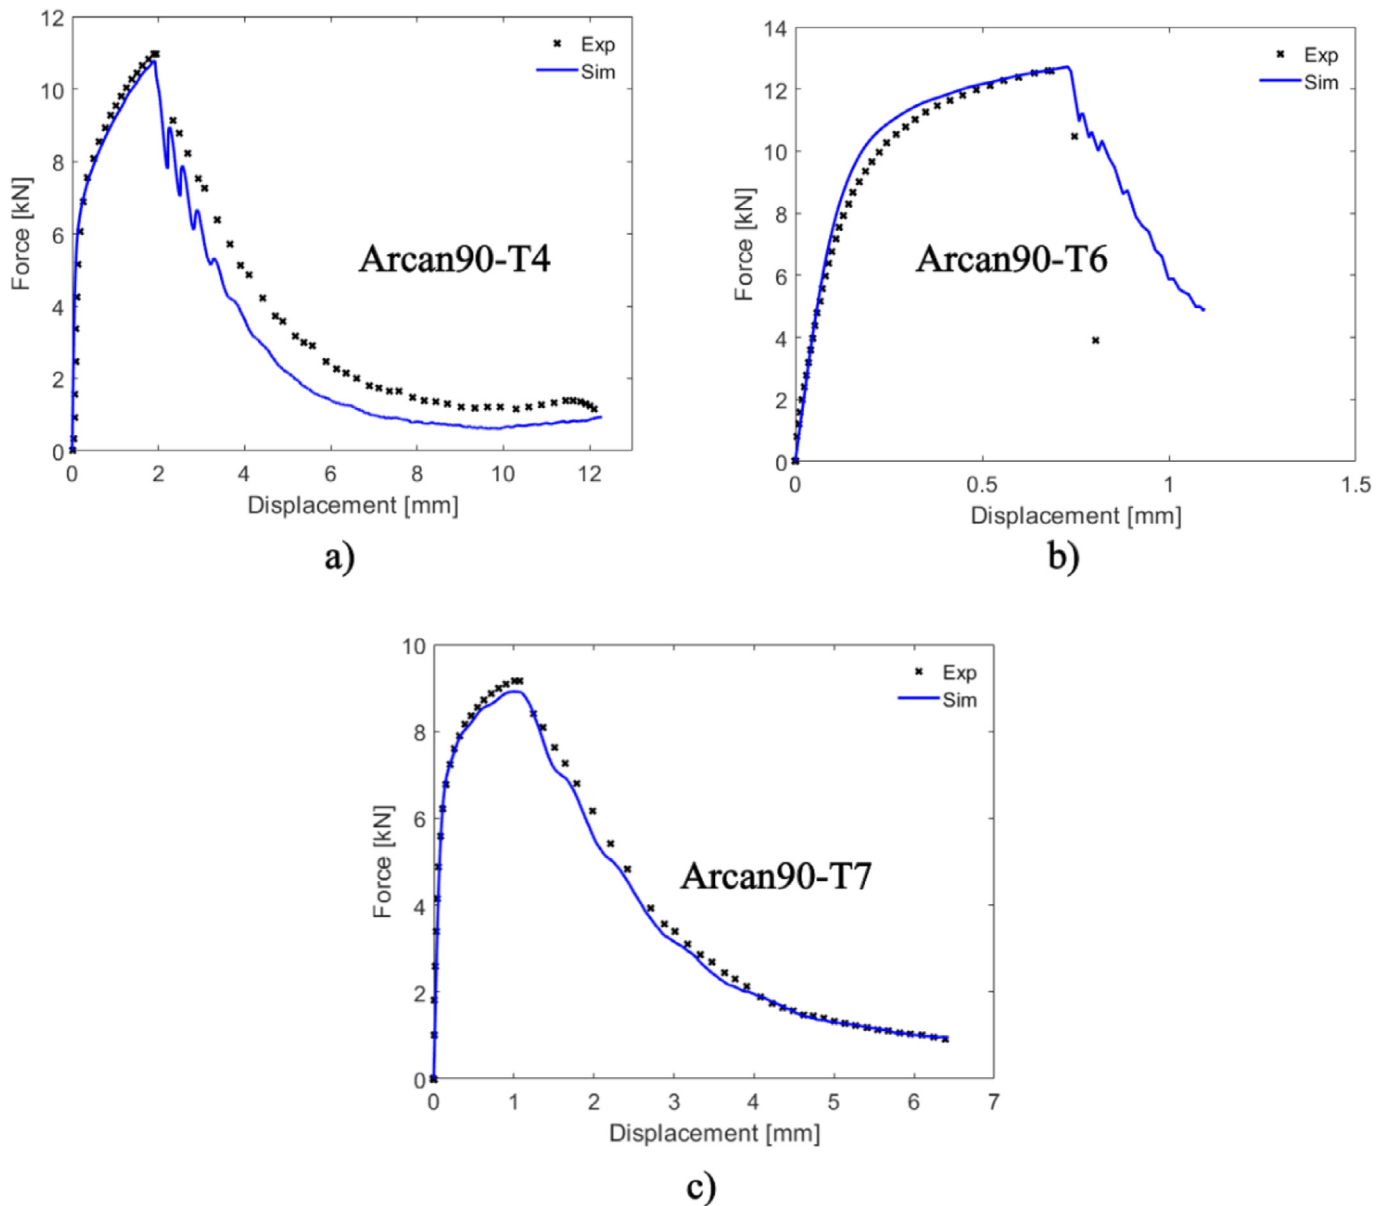 12
10
8
6
4
2
0
Force [kN]
Exp
Sim
Arcan90-T4
0 2 4 6 8 10 12
Displacement [mm]
a)
14
12
10
8
6
4
2
0
Force [kN]
Exp
Sim
Arcan90-T6
0 0.5 1 1.5
Displacement [mm]
b)
10
8
6
4
2
0
Force [kN]
Exp
Sim
Arcan90-T7
0 1 2 3 4 5 6 7
Displacement [mm]
c)